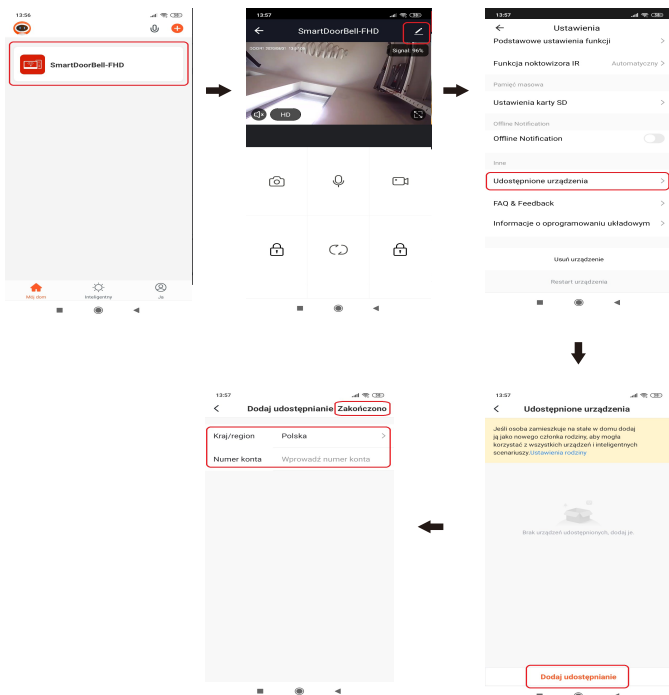 13:56
SmartDoorBell-FHD
Mój dom
Inteligentny
Ja
13:57
SmartDoorBell-FHD
Signal: 96%
HD
13:57
Ustawienia
Podstawowe ustawienia funkcji
Funkcja noktowizora IR Automatyczny
Pamięć masowa
Ustawienia karty SD
Offline Notification
Offline Notification
Inne
Udostępnione urządzenia
FAQ & Feedback
Informacje o oprogramowaniu układowym
Usuń urządzenie
Restart urządzenia
13:57
Dodaj udostępnianie Zakończono
Kraj/region Polska
Numer konta Wprowadź numer konta
13:57
Udostępnione urządzenia
Jeśli osoba zamieszkuje na stałe w domu dodaj
ją jako nowego członka rodziny, aby mogła
korzystać z wszystkich urządzeń i inteligentnych
scenariuszy.Ustawienia rodziny
Brak urządzeń udostępnionych, dodaj je.
Dodaj udostępnianie